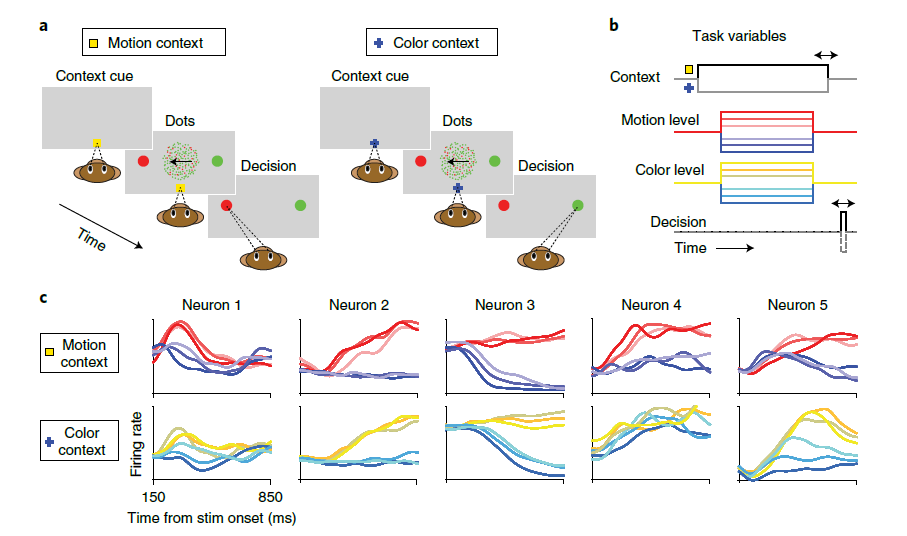 a
Motion context
Color context
Context cue
Dots
Decision
Time
Context cue
Dots
Decision
b
Task variables
Context
Motion level
Color level
Decision
Time
c
Neuron 1
Neuron 2
Neuron 3
Neuron 4
Neuron 5
Motion
context
Color
context
Firing rate
150
850
Time from stim onset (ms)